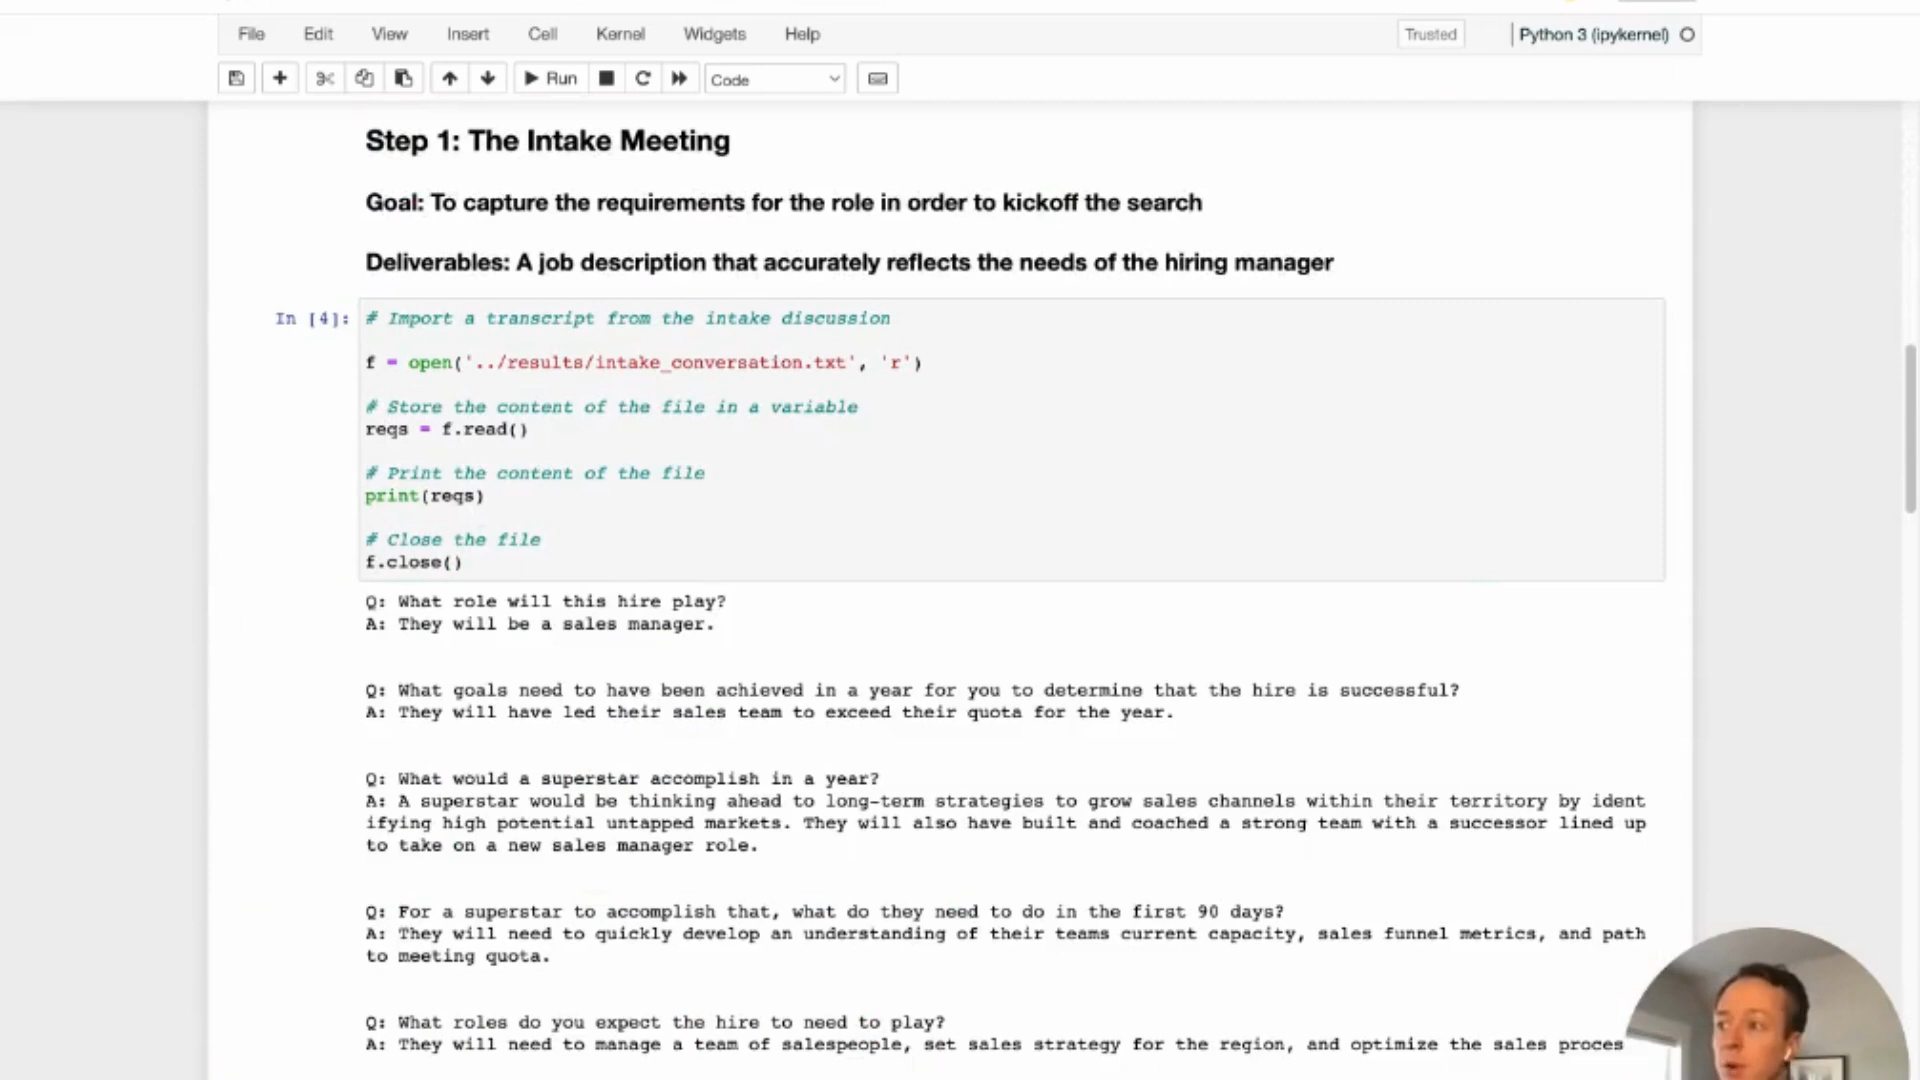 File Edit View Insert Cell Kernel Widgets Help Trusted Python 3 (ipykernel)
Run Code
Step 1: The Intake Meeting
Goal: To capture the requirements for the role in order to kickoff the search
Deliverables: A job description that accurately reflects the needs of the hiring manager
In [4]: # Import a transcript from the intake discussion
f = open('../results/intake_conversation.txt', 'r')
# Store the content of the file in a variable
reqs = f.read()
# Print the content of the file
print(reqs)
# Close the file
f.close()
Q: What role will this hire play?
A: They will be a sales manager.
Q: What goals need to have been achieved in a year for you to determine that the hire is successful?
A: They will have led their sales team to exceed their quota for the year.
Q: What would a superstar accomplish in a year?
A: A superstar would be thinking ahead to long-term strategies to grow sales channels within their territory by ident
ifying high potential untapped markets. They will also have built and coached a strong team with a successor lined up
to take on a new sales manager role.
Q: For a superstar to accomplish that, what do they need to do in the first 90 days?
A: They will need to quickly develop an understanding of their teams current capacity, sales funnel metrics, and path
to meeting quota.
Q: What roles do you expect the hire to need to play?
A: They will need to manage a team of salespeople, set sales strategy for the region, and optimize the sales proces